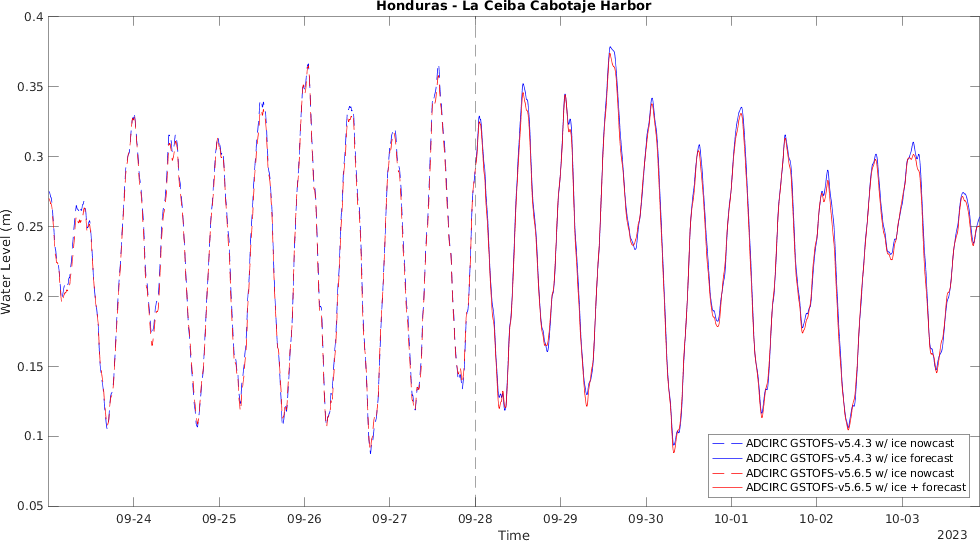 Honduras - La Ceiba Cabotaje Harbor
0.4
0.35
0.3
0.25
0.2
0.15
0.1
0.05
Water Level (m)
ADCIRC GSTOFS-v5.4.3 w/ ice nowcast
ADCIRC GSTOFS-v5.4.3 w/ ice forecast
ADCIRC GSTOFS-v5.6.5 w/ ice nowcast
ADCIRC GSTOFS-v5.6.5 w/ ice + forecast
09-24 09-25 09-26 09-27 09-28 09-29 09-30 10-01 10-02 10-03
Time
2023